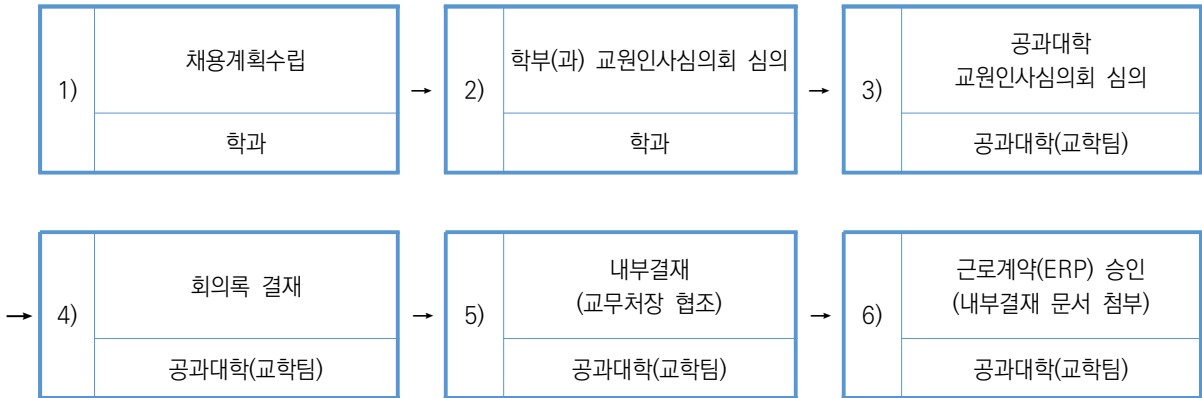 1)
채용계획수립
학과
→
2)
학부(과) 교원인사심의회 심의
학과
→
3)
공과대학
교원인사심의회 심의
공과대학(교학팀)
→
4)
회의록 결재
공과대학(교학팀)
→
5)
내부결재
(교무처장 협조)
공과대학(교학팀)
→
6)
근로계약(ERP) 승인
(내부결재 문서 첨부)
공과대학(교학팀)